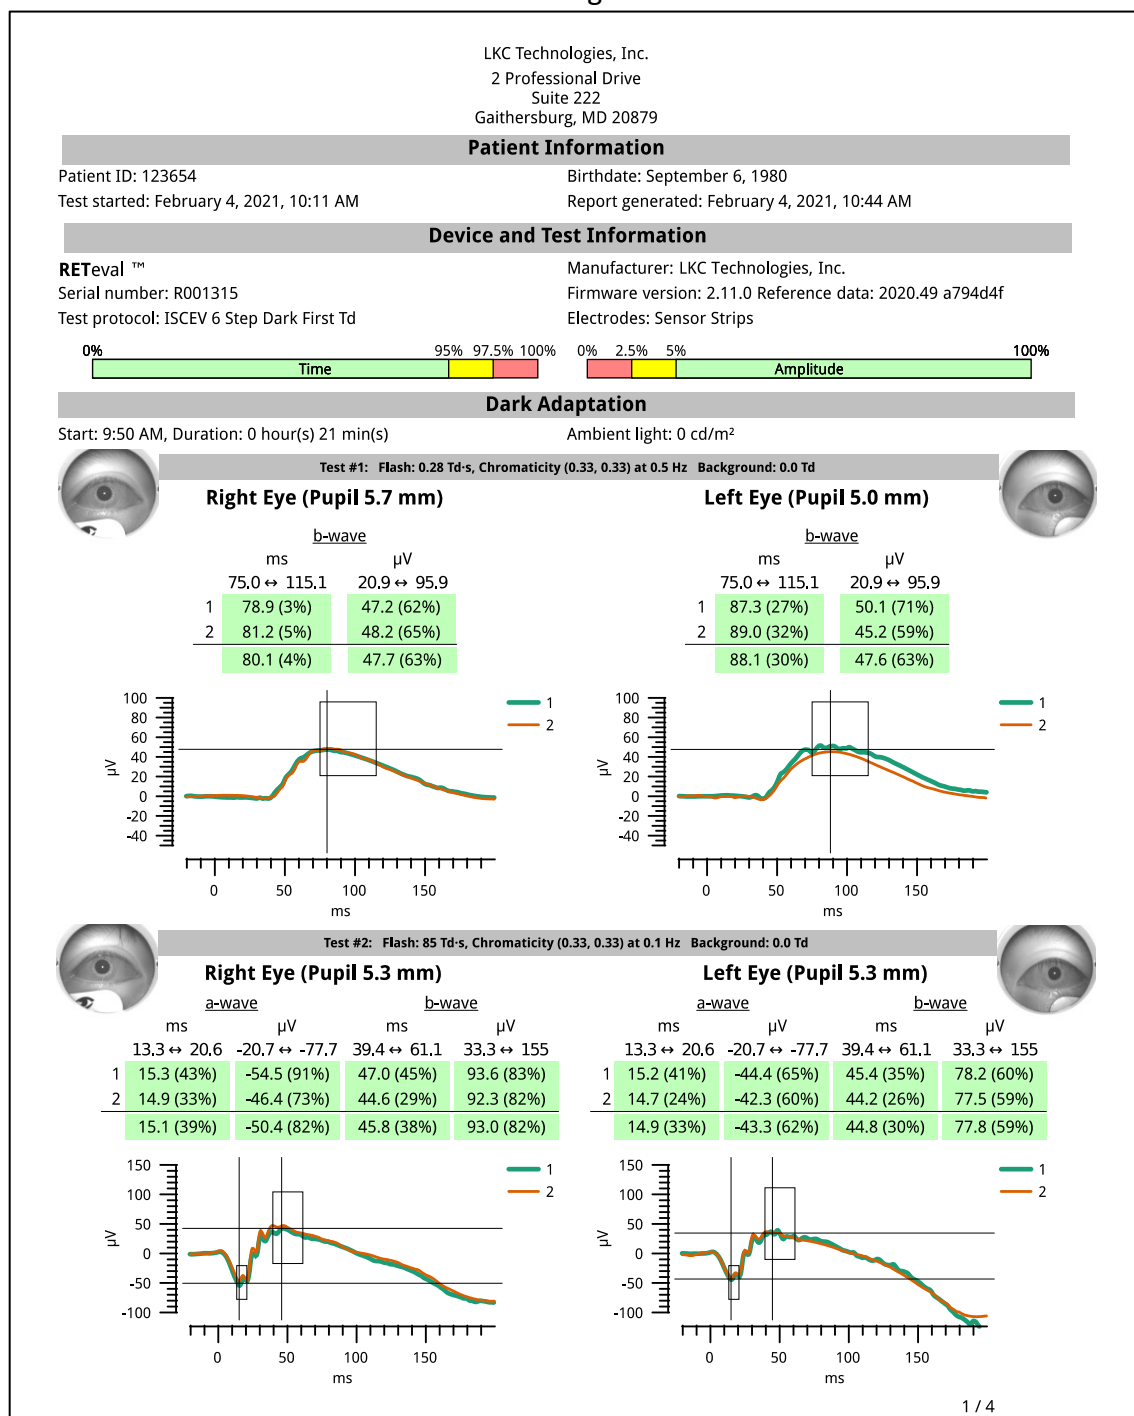 LKC Technologies, Inc.
2 Professional Drive
Suite 222
Gaithersburg, MD 20879
Patient Information
Patient ID: 123654 Birthdate: September 6, 1980
Test started: February 4, 2021, 10:11 AM Report generated: February 4, 2021, 10:44 AM
Device and Test Information
RETeval ™ Manufacturer: LKC Technologies, Inc.
Serial number: R001315 Firmware version: 2.11.0 Reference data: 2020.49 a794d4f
Test protocol: ISCEV 6 Step Dark First Td Electrodes: Sensor Strips
0% 95% 97.5% 100% 0% 2.5% 5% 100%
Time Amplitude
Dark Adaptation
Start: 9:50 AM, Duration: 0 hour(s) 21 min(s) Ambient light: 0 cd/m²
Test #1: Flash: 0.28 Td·s, Chromaticity (0.33, 0.33) at 0.5 Hz Background: 0.0 Td
Right Eye (Pupil 5.7 mm) Left Eye (Pupil 5.0 mm)
b-wave b-wave
ms µV ms µV
75.0 ↔ 115.1 20.9 ↔ 95.9 75.0 ↔ 115.1 20.9 ↔ 95.9
1 78.9 (3%) 47.2 (62%) 1 87.3 (27%) 50.1 (71%)
2 81.2 (5%) 48.2 (65%) 2 89.0 (32%) 45.2 (59%)
80.1 (4%) 47.7 (63%) 88.1 (30%) 47.6 (63%)
100 1 100 1
80 2 80 2
60 60
40 40
µV µV
20 20
0 0
-20 -20
-40 -40
0 50 100 150 0 50 100 150
ms ms
Test #2: Flash: 85 Td·s, Chromaticity (0.33, 0.33) at 0.1 Hz Background: 0.0 Td
Right Eye (Pupil 5.3 mm) Left Eye (Pupil 5.3 mm)
a-wave b-wave a-wave b-wave
ms µV ms µV ms µV ms µV
13.3 ↔ 20.6 -20.7 ↔ -77.7 39.4 ↔ 61.1 33.3 ↔ 155 13.3 ↔ 20.6 -20.7 ↔ -77.7 39.4 ↔ 61.1 33.3 ↔ 155
1 15.3 (43%) -54.5 (91%) 47.0 (45%) 93.6 (83%) 1 15.2 (41%) -44.4 (65%) 45.4 (35%) 78.2 (60%)
2 14.9 (33%) -46.4 (73%) 44.6 (29%) 92.3 (82%) 2 14.7 (24%) -42.3 (60%) 44.2 (26%) 77.5 (59%)
15.1 (39%) -50.4 (82%) 45.8 (38%) 93.0 (82%) 14.9 (33%) -43.3 (62%) 44.8 (30%) 77.8 (59%)
150 1 150 1
100 2 100 2
50 50
µV µV
0 0
-50 -50
-100 -100
0 50 100 150 0 50 100 150
ms ms
1 / 4